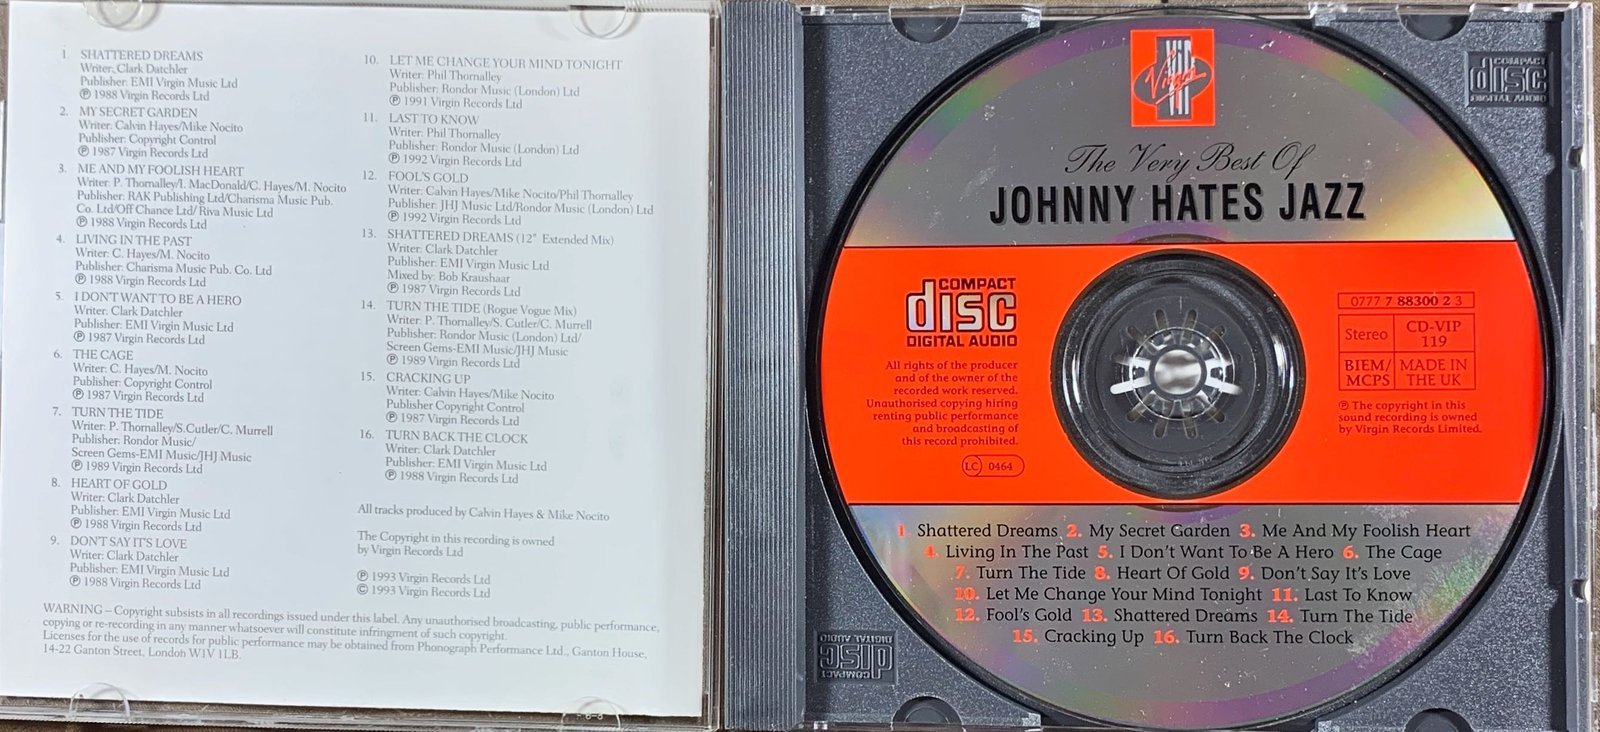 1. SHATTERED DREAMS
Writer: Clark Datchler
Publisher: EMI Virgin Music Ltd
℗ 1988 Virgin Records Ltd
2. MY SECRET GARDEN
Writer: Calvin Hayes/Mike Nocito
Publisher: Copyright Control
℗ 1987 Virgin Records Ltd
3. ME AND MY FOOLISH HEART
Writer: P. Thornalley/I. MacDonald/C. Hayes/M. Nocito
Publisher: RAK Publishing Ltd/Charisma Music Pub.
Co. Ltd/Off Chance Ltd/ Riva Music Ltd
℗ 1988 Virgin Records Ltd
4. LIVING IN THE PAST
Writer: C. Hayes/M. Nocito
Publisher: Charisma Music Pub. Co. Ltd
℗ 1988 Virgin Records Ltd
5. I DON'T WANT TO BE A HERO
Writer: Clark Datchler
Publisher: EMI Virgin Music Ltd
℗ 1987 Virgin Records Ltd
6. THE CAGE
Writer: C. Hayes/M. Nocito
Publisher: Copyright Control
℗ 1987 Virgin Records Ltd
7. TURN THE TIDE
Writer: P. Thornalley/S.Cutler/C. Murrell
Publisher: Rondor Music/
Screen Gems-EMI Music/JHJ Music
℗ 1989 Virgin Records Ltd
8. HEART OF GOLD
Writer: Clark Datchler
Publisher: EMI Virgin Music Ltd
℗ 1988 Virgin Records Ltd
9. DON'T SAY IT'S LOVE
Writer: Clark Datchler
Publisher: EMI Virgin Music Ltd
℗ 1988 Virgin Records Ltd
10. LET ME CHANGE YOUR MIND TONIGHT
Writer: Phil Thornalley
Publisher: Rondor Music (London) Ltd
℗ 1991 Virgin Records Ltd
11. LAST TO KNOW
Writer: Phil Thornalley
Publisher: Rondor Music (London) Ltd
℗ 1992 Virgin Records Ltd
12. FOOL'S GOLD
Writer: Calvin Hayes/Mike Nocito/Phil Thornalley
Publisher: JHJ Music Ltd/Rondor Music (London) Ltd
℗ 1992 Virgin Records Ltd
13. SHATTERED DREAMS (12" Extended Mix)
Writer: Clark Datchler
Publisher: EMI Virgin Music Ltd
Mixed by: Bob Kraushaar
℗ 1987 Virgin Records Ltd
14. TURN THE TIDE (Rogue Vogue Mix)
Writer: P. Thornalley/S. Cutler/C. Murrell
Publisher: Rondor Music (London) Ltd/
Screen Gems-EMI Music/JHJ Music
℗ 1989 Virgin Records Ltd
15. CRACKING UP
Writer: Calvin Hayes/Mike Nocito
Publisher Copyright Control
℗ 1987 Virgin Records Ltd
16. TURN BACK THE CLOCK
Writer: Clark Datchler
Publisher: EMI Virgin Music Ltd
℗ 1988 Virgin Records Ltd
All tracks produced by Calvin Hayes & Mike Nocito
The Copyright in this recording is owned
by Virgin Records Ltd
℗ 1993 Virgin Records Ltd
© 1993 Virgin Records Ltd
WARNING – Copyright subsists in all recordings issued under this label. Any unauthorised broadcasting, public performance,
copying or re-recording in any manner whatsoever will constitute infringement of such copyright.
Licenses for the use of records for public performance may be obtained from Phonograph Performance Ltd., Ganton House,
14-22 Ganton Street, London W1V 1LB.
ViP
Virgin
The Very Best Of
JOHNNY HATES JAZZ
COMPACT
disc
DIGITAL AUDIO
All rights of the producer
and of the owner of the
recorded work reserved.
Unauthorised copying hiring
renting public performance
and broadcasting of
this record prohibited.
LC 0464
0777 7 88300 2 3
Stereo CD-VIP
119
BIEM/ MADE IN
MCPS THE UK
℗ The copyright in this
sound recording is owned
by Virgin Records Limited.
1. Shattered Dreams 2. My Secret Garden 3. Me And My Foolish Heart
4. Living In The Past 5. I Don't Want To Be A Hero 6. The Cage
7. Turn The Tide 8. Heart Of Gold 9. Don't Say It's Love
10. Let Me Change Your Mind Tonight 11. Last To Know
12. Fool's Gold 13. Shattered Dreams 14. Turn The Tide
15. Cracking Up 16. Turn Back The Clock
COMPACT
disc
DIGITAL AUDIO
COMPACT
disc
DIGITAL AUDIO